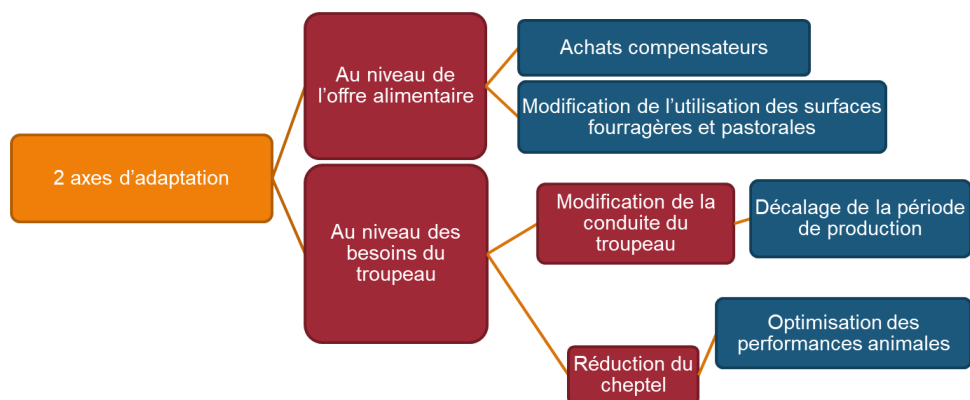 2 axes d'adaptation
Au niveau de
l'offre alimentaire
Achats compensateurs
Modification de l'utilisation des surfaces
fourragères et pastorales
Au niveau des
besoins du
troupeau
Modification de la
conduite du
troupeau
Décalage de la période
de production
Réduction du
cheptel
Optimisation des
performances animales